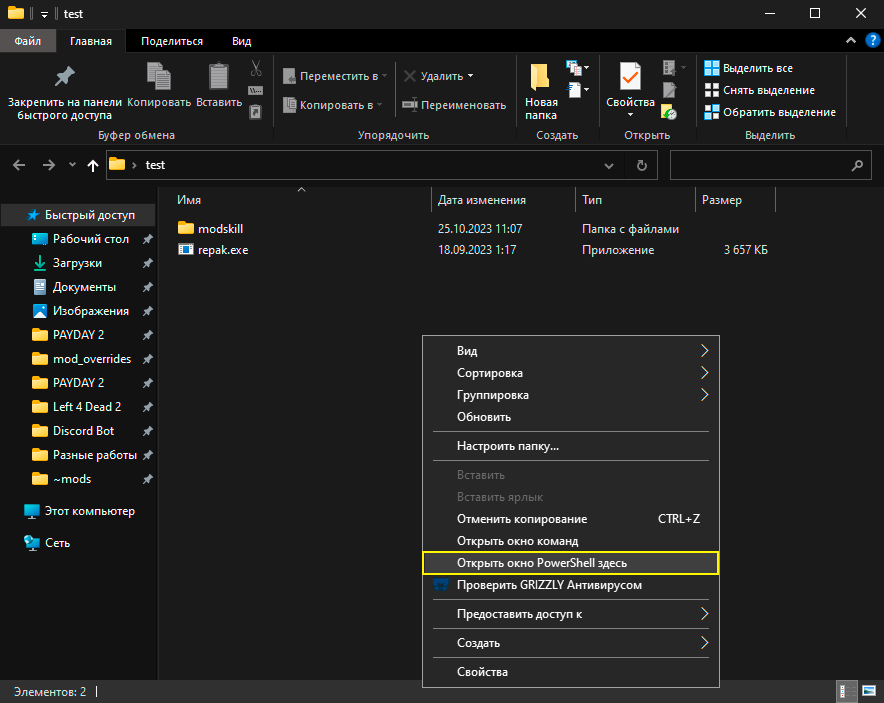 test
Файл Главная Поделиться Вид
Закрепить на панели быстрого доступа
Копировать
Вставить
Буфер обмена
Переместить в
Копировать в
Удалить
Переименовать
Упорядочить
Новая папка
Создать
Свойства
Открыть
Выделить все
Снять выделение
Обратить выделение
Выделить
test
Быстрый доступ
Рабочий стол
Загрузки
Документы
Изображения
PAYDAY 2
mod_overrides
PAYDAY 2
Left 4 Dead 2
Discord Bot
Разные работы
~mods
Этот компьютер
Сеть
Имя Дата изменения Тип Размер
modskill 25.10.2023 11:07 Папка с файлами
repak.exe 18.09.2023 1:17 Приложение 3 657 КБ
Вид
Сортировка
Группировка
Обновить
Настроить папку...
Вставить
Вставить ярлык
Отменить копирование CTRL+Z
Открыть окно команд
Открыть окно PowerShell здесь
Проверить GRIZZLY Антивирусом
Предоставить доступ к
Создать
Свойства
Элементов: 2